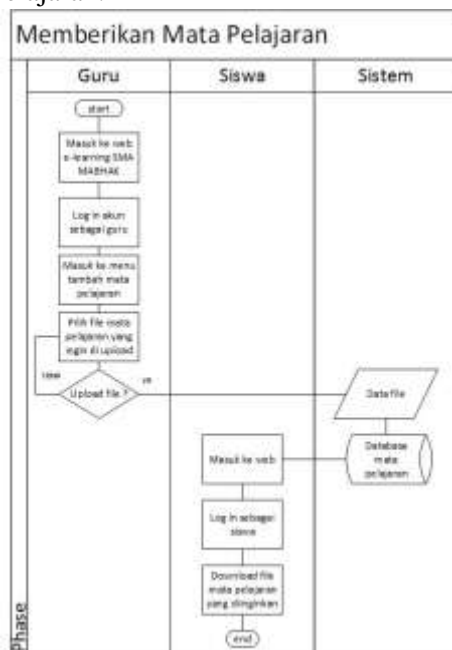 Memberikan Mata Pelajaran
Guru
Siswa
Sistem
start
Masuk ke web
e-learning SMA
MABHAK
Log in akun
sebagai guru
Masuk ke menu
tambah mata
pelajaran
Pilih file mata
pelajaran yang
ingin di upload
tidak
Upload file ?
ya
Data file
Database
mata
pelajaran
Masuk ke web
Log in sebagai
siswa
Download file
mata pelajaran
yang diinginkan
end
Phase